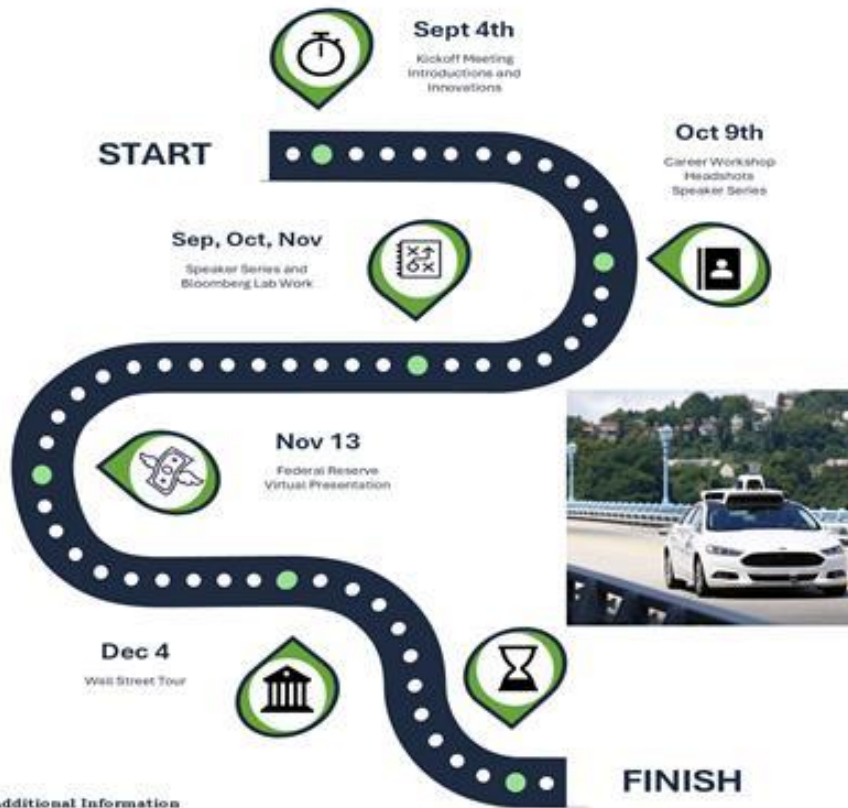 Sept 4th
Kickoff Meeting
Introductions and
Innovations
START
Oct 9th
Career Workshop
Headshots
Speaker Series
Sep, Oct, Nov
Speaker Series and
Bloomberg Lab Work
Nov 13
Federal Reserve
Virtual Presentation
Dec 4
Wall Street Tour
FINISH
Additional Information